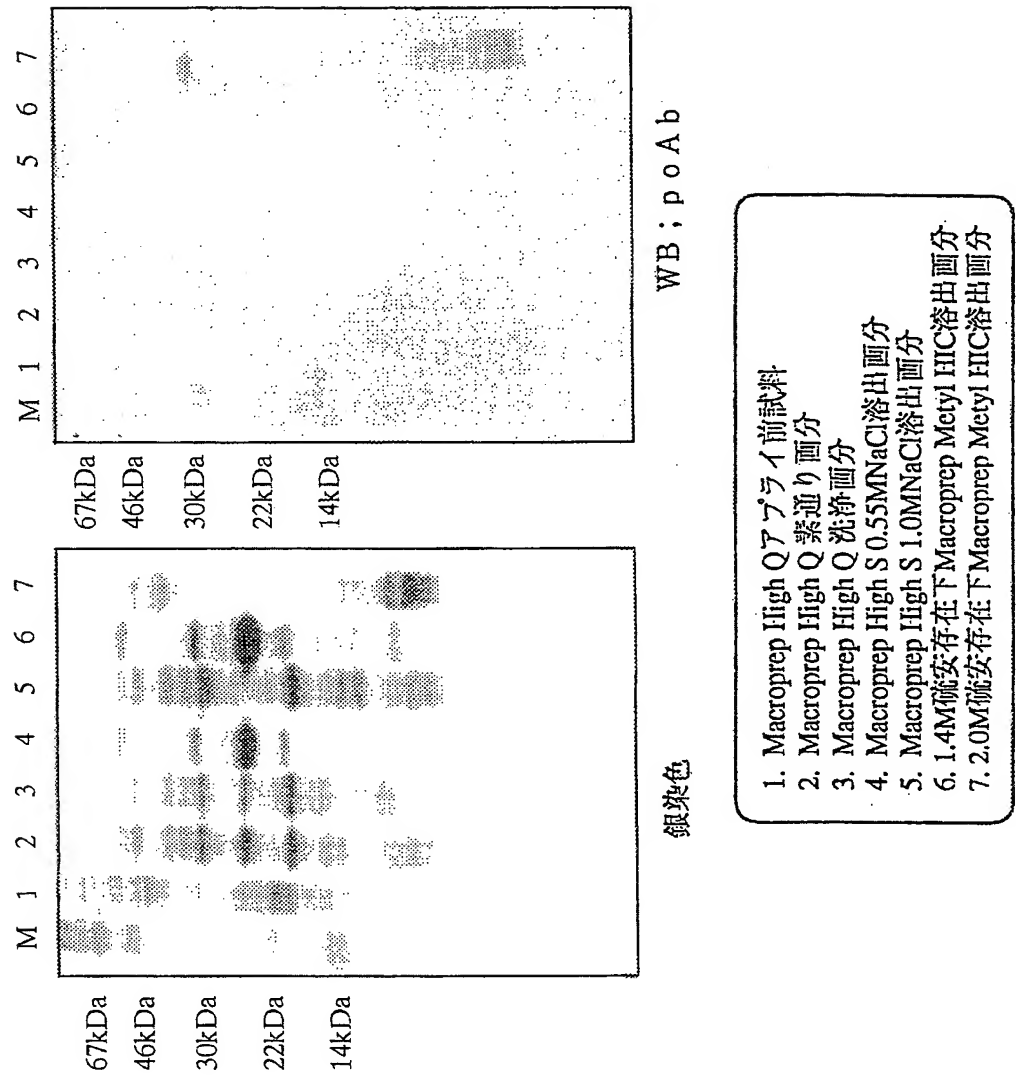 M 1 2 3 4 5 6 7
67kDa
46kDa
30kDa
22kDa
14kDa
銀染色
M 1 2 3 4 5 6 7
67kDa
46kDa
30kDa
22kDa
14kDa
WB ; poAb
1. Macroprep High Qアプライ前試料
2. Macroprep High Q 素通り画分
3. Macroprep High Q 洗浄画分
4. Macroprep High S 0.55MNaCl溶出画分
5. Macroprep High S 1.0MNaCl溶出画分
6. 1.4M硫安存在下Macroprep Metyl HIC溶出画分
7. 2.0M硫安存在下Macroprep Metyl HIC溶出画分